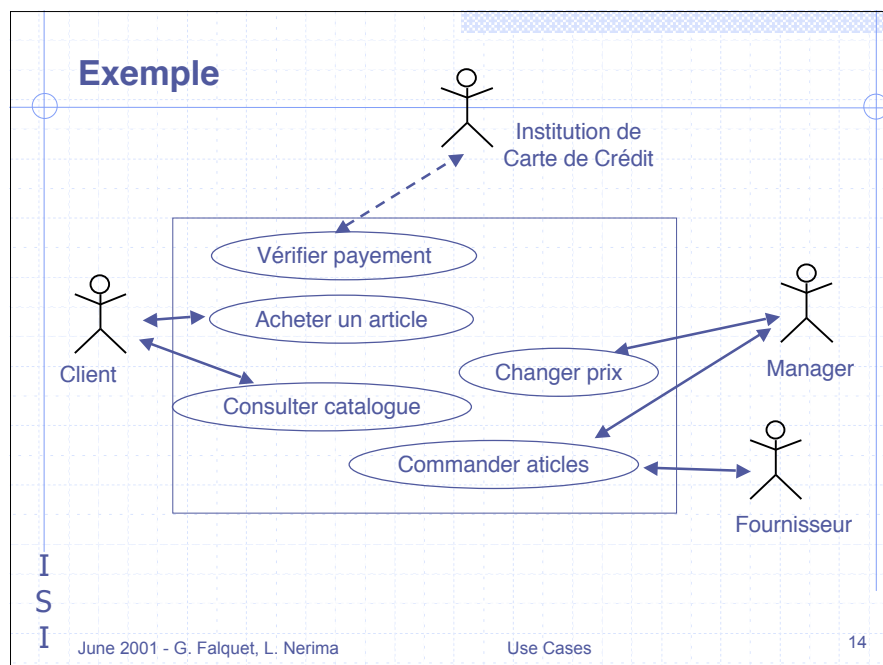 Exemple
Institution de
Carte de Crédit
Vérifier payement
Acheter un article
Client
Changer prix
Manager
Consulter catalogue
Commander aticles
Fournisseur
I
S
I
June 2001 - G. Falquet, L. Nerima
Use Cases
14